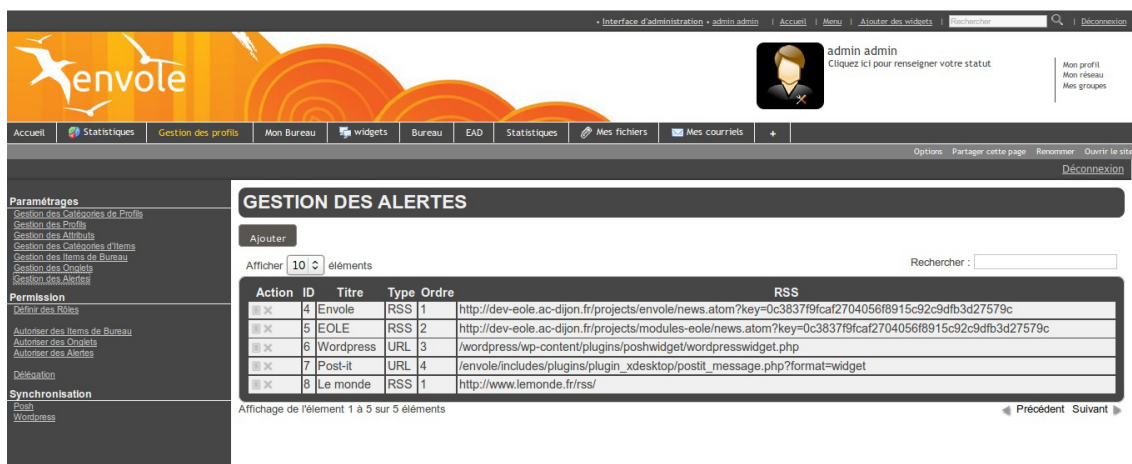 • Interface d'administration • admin admin | Accueil | Menu | Ajouter des widgets | Rechercher | Déconnexion
envole
admin admin
Cliquez ici pour renseigner votre statut
Mon profil
Mon réseau
Mes groupes
Accueil Statistiques Gestion des profils Mon Bureau widgets Bureau EAD Statistiques Mes fichiers Mes courriels +
Options Partager cette page Renommer Ouvrir le site
Déconnexion
Paramétrages
Gestion des Catégories de Profils
Gestion des Profils
Gestion des Attributs
Gestion des Catégories d'Items
Gestion des Items de Bureau
Gestion des Onglets
Gestion des Alertes
Permission
Définir des Rôles
Autoriser des Items de Bureau
Autoriser des Onglets
Autoriser des Alertes
Délégation
Synchronisation
Posh
Wordpress
GESTION DES ALERTES
Ajouter
Afficher 10 éléments
Rechercher :
Action ID Titre Type Ordre RSS
4 Envole RSS 1 http://dev-eole.ac-dijon.fr/projects/envole/news.atom?key=0c3837f9fcaf2704056f8915c92c9dfb3d27579c
5 EOLE RSS 2 http://dev-eole.ac-dijon.fr/projects/modules-eole/news.atom?key=0c3837f9fcaf2704056f8915c92c9dfb3d27579c
6 Wordpress URL 3 /wordpress/wp-content/plugins/poshwidget/wordpresswidget.php
7 Post-it URL 4 /envole/includes/plugins/plugin_xdesktop/postit_message.php?format=widget
8 Le monde RSS 1 http://www.lemonde.fr/rss/
Affichage de l'élement 1 à 5 sur 5 éléments
Précédent Suivant